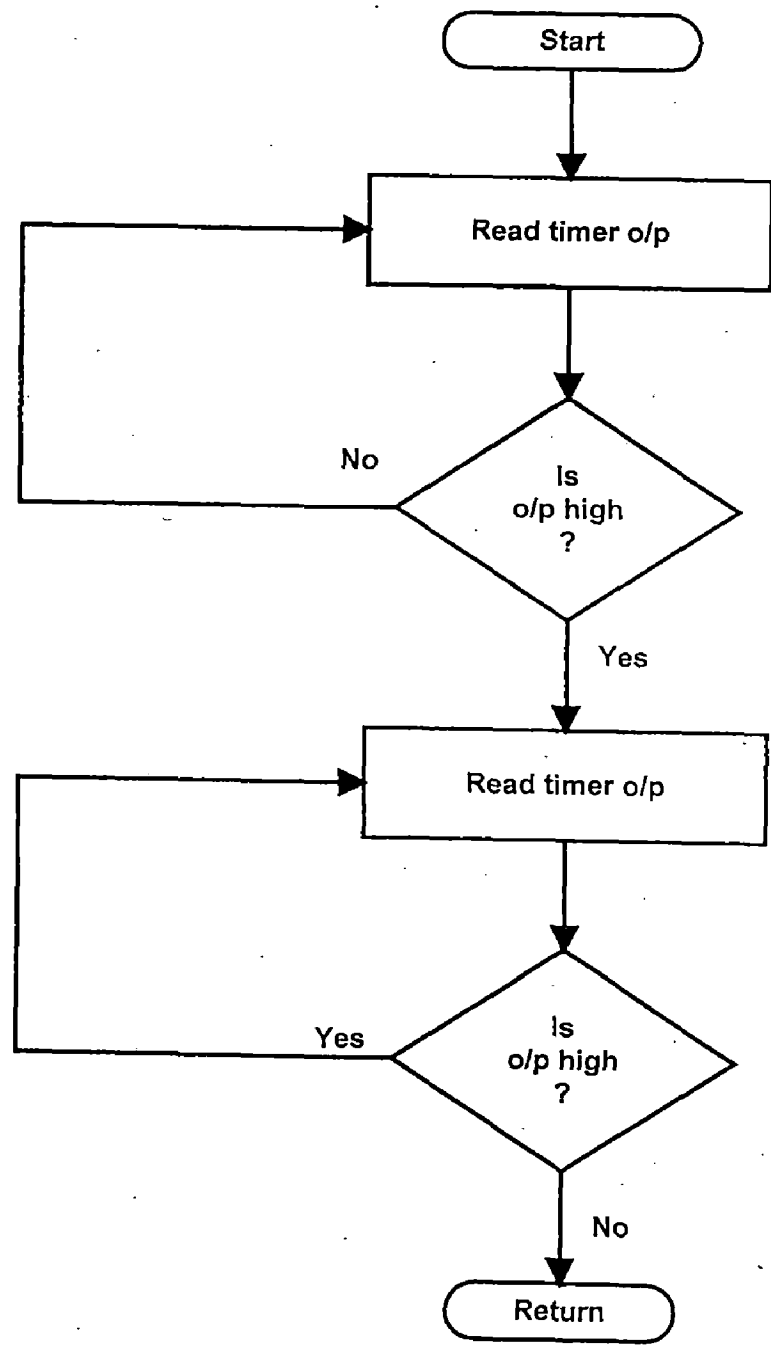 Start
Read timer o/p
No
Is
o/p high
?
Yes
Read timer o/p
Yes
Is
o/p high
?
No
Return